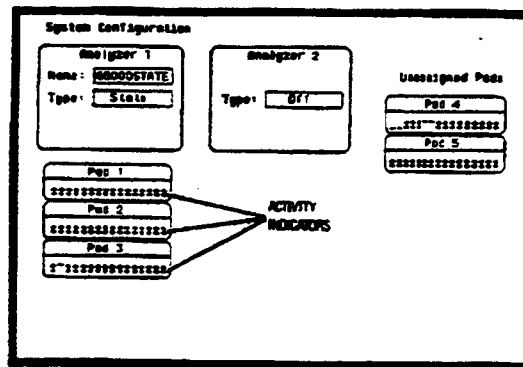 System Configuration
Analyzer 1
Name: 68000STATE
Type: State
Analyzer 2
Type: Off
Unassigned Pods
Pod 4
Pod 5
Pod 1
Pod 2
Pod 3
ACTIVITY
INDICATORS